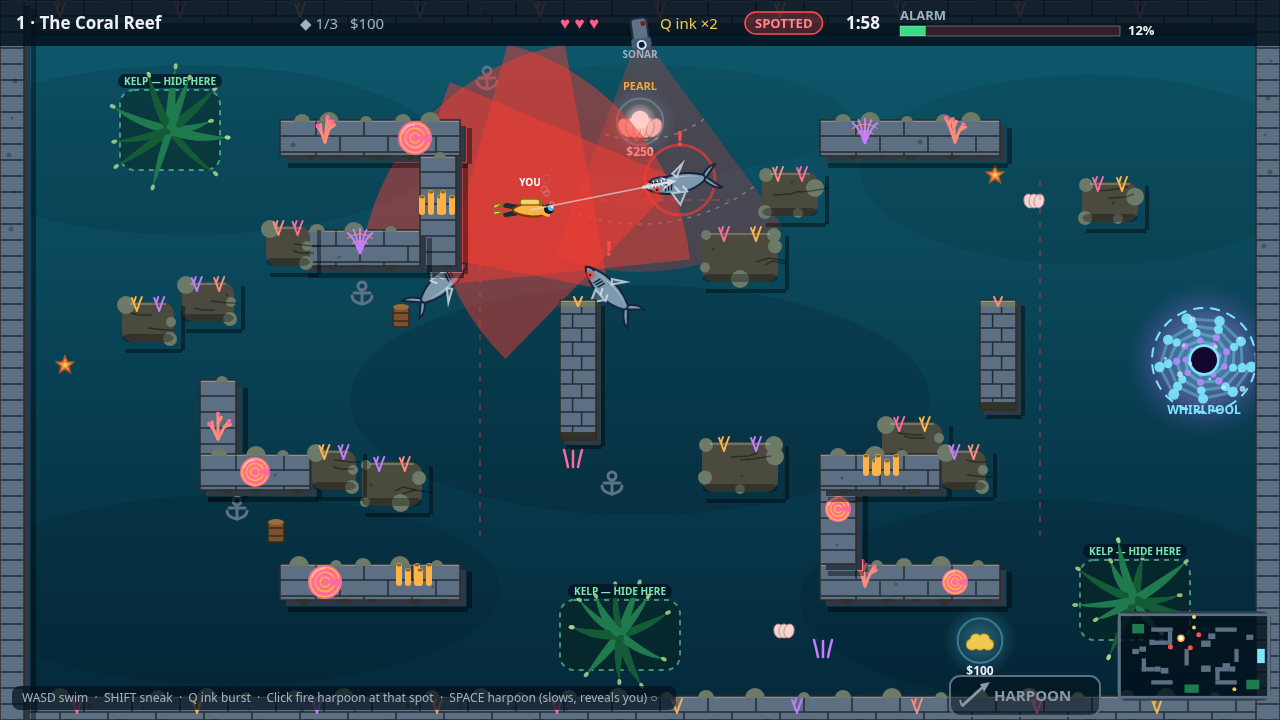 1 · The Coral Reef
◆ 1/3 $100
♥ ♥ ♥
Q ink ×2
SPOTTED
1:58
ALARM
12%
SONAR
PEARL
$250
KELP — HIDE HERE
YOU
!
!
WHIRLPOOL
KELP — HIDE HERE
KELP — HIDE HERE
$100
WASD swim · SHIFT sneak · Q ink burst · Click fire harpoon at that spot · SPACE harpoon (slows, reveals you) ○
HARPOON